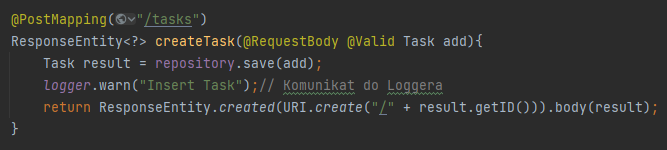 @PostMapping("/tasks")
ResponseEntity<?> createTask(@RequestBody @Valid Task add){
    Task result = repository.save(add);
    logger.warn("Insert Task");// Komunikat do Loggera
    return ResponseEntity.created(URI.create("/" + result.getID())).body(result);
}